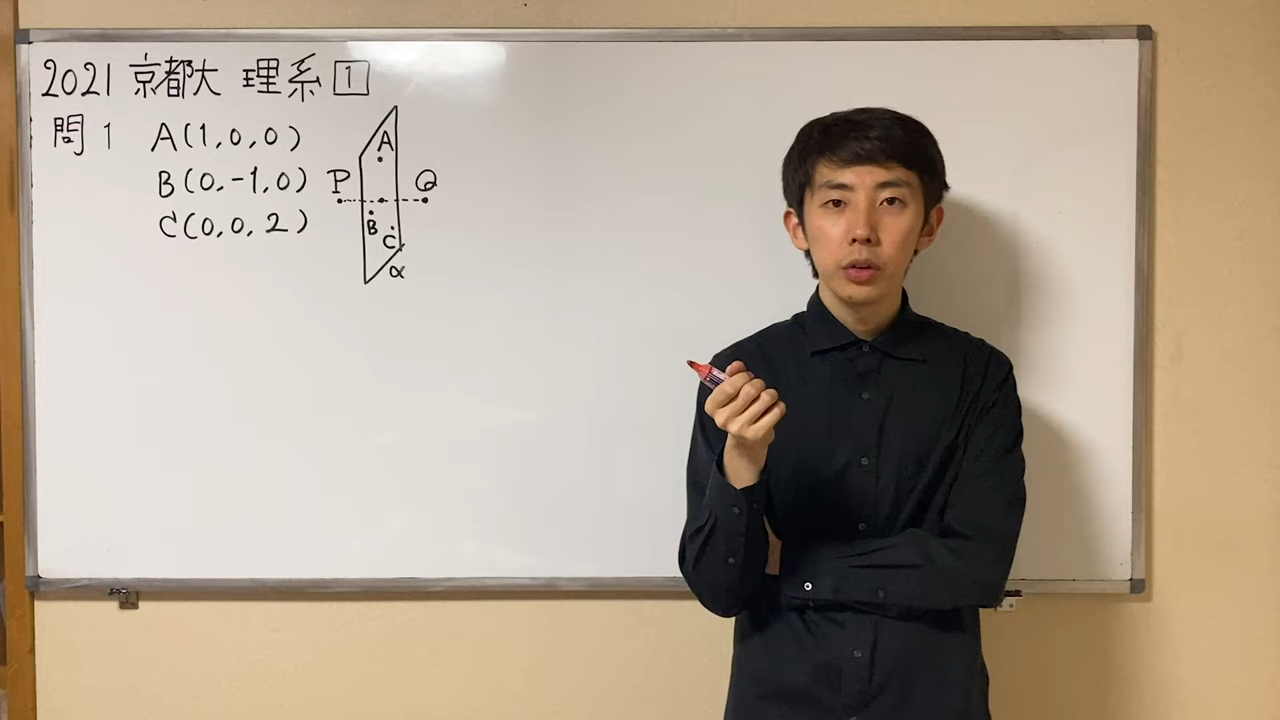 2021 京都大 理系 1
問1 A(1,0,0)
B(0,-1,0)
C(0,0,2)
A
P Q
B
C
α